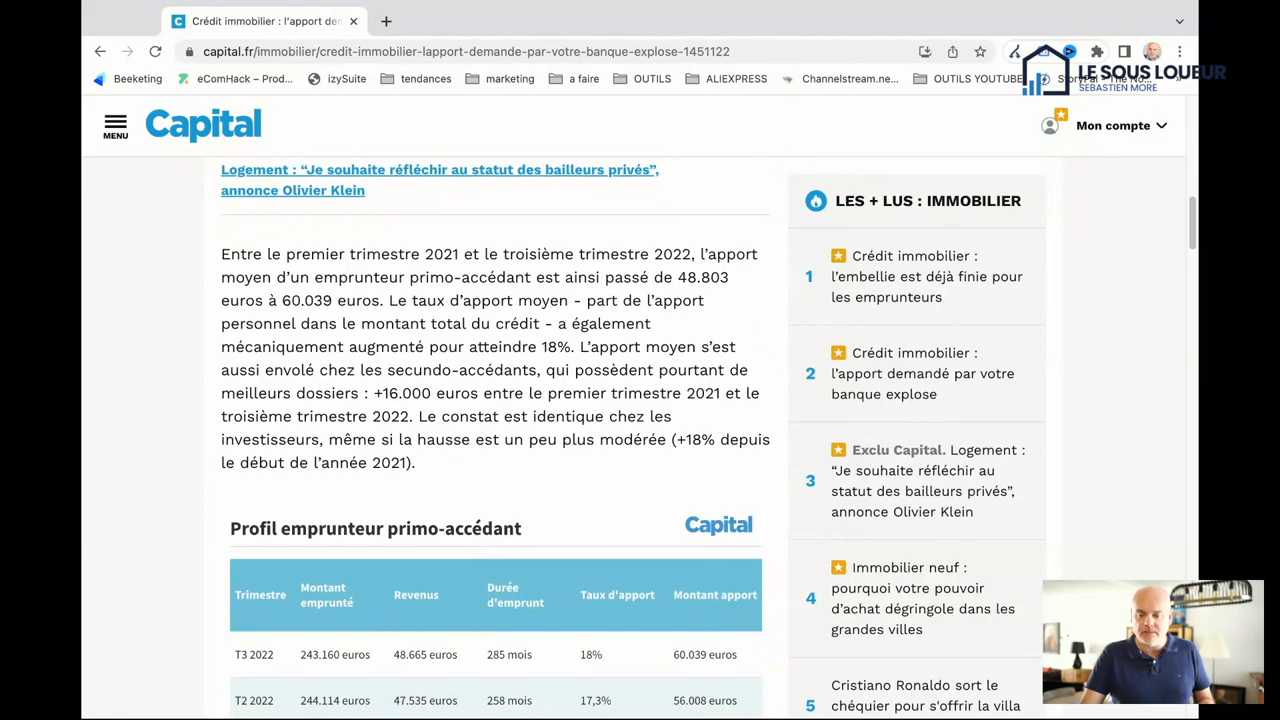 Crédit immobilier : l'apport de
capital.fr/immobilier/credit-immobilier-lapport-demande-par-votre-banque-explose-1451122
Beeketing
eComHack – Prod...
izySuite
tendances
mrketing
a faire
OUTILS
ALIEXPRESS
Channelstream.ne...
OUTILS YOUTUBE
LE SOUS LOUEUR
SEBASTIEN MORE
MENU
Capital
Mon compte
Logement : “Je souhaite réfléchir au statut des bailleurs privés”,
annonce Olivier Klein
Entre le premier trimestre 2021 et le troisième trimestre 2022, l’apport
moyen d’un emprunteur primo-accédant est ainsi passé de 48.803
euros à 60.039 euros. Le taux d’apport moyen - part de l’apport
personnel dans le montant total du crédit - a également
mécaniquement augmenté pour atteindre 18%. L’apport moyen s’est
aussi envolé chez les secundo-accédants, qui possèdent pourtant de
meilleurs dossiers : +16.000 euros entre le premier trimestre 2021 et le
troisième trimestre 2022. Le constat est identique chez les
investisseurs, même si la hausse est un peu plus modérée (+18% depuis
le début de l’année 2021).
Profil emprunteur primo-accédant
Capital
Trimestre Montant emprunté Revenus Durée d'emprunt Taux d'apport Montant apport
T3 2022 243.160 euros 48.665 euros 285 mois 18% 60.039 euros
T2 2022 244.114 euros 47.535 euros 258 mois 17,3% 56.008 euros
LES + LUS : IMMOBILIER
1
Crédit immobilier :
l’embellie est déjà finie pour
les emprunteurs
2
Crédit immobilier :
l’apport demandé par votre
banque explose
3
Exclu Capital. Logement :
“Je souhaite réfléchir au
statut des bailleurs privés”,
annonce Olivier Klein
4
Immobilier neuf :
pourquoi votre pouvoir
d’achat dégringole dans les
grandes villes
5
Cristiano Ronaldo sort le
chéquier pour s'offrir la villa